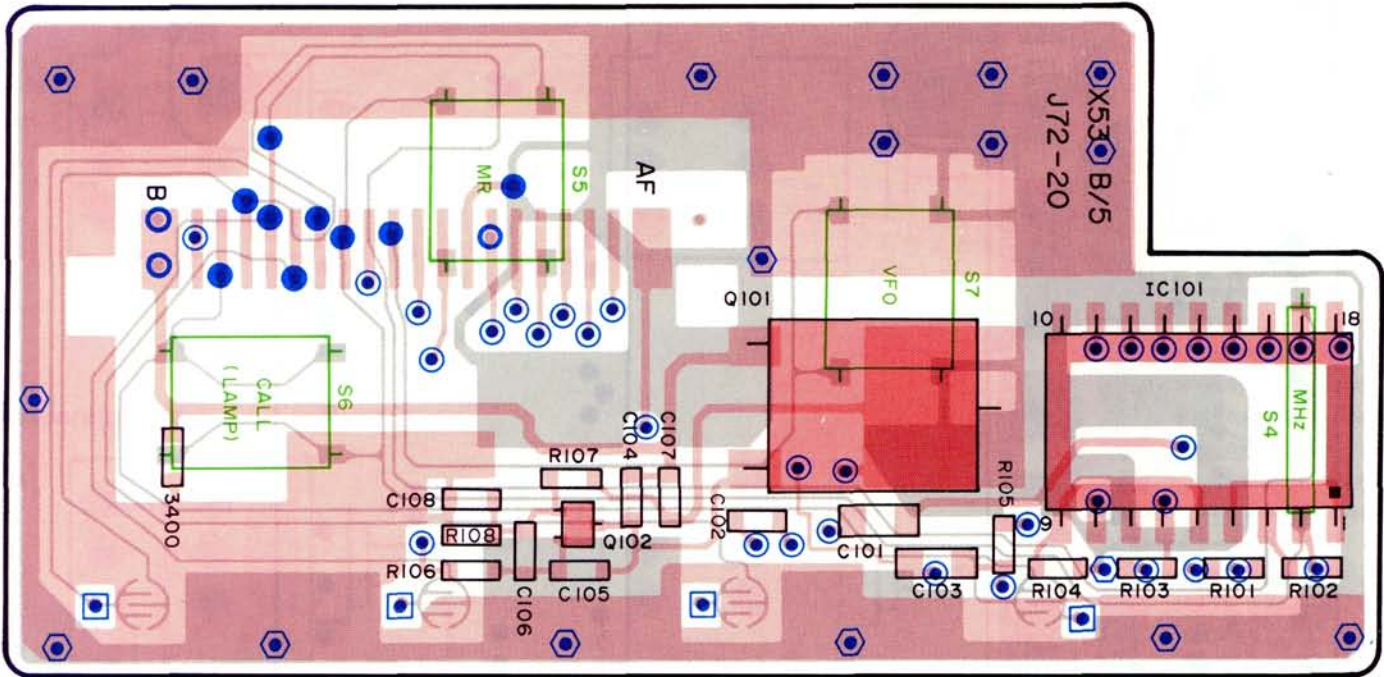 X53 B/5
J72-20
B
MR
S5
AF
Q101
VFO
S7
IC101
10
18
MHz
S4
9
1
CALL
(LAMP)
S6
3400
C104
C107
R107
C108
R108
R106
C106
Q102
C105
C102
C101
C103
R105
R104
R103
R101
R102